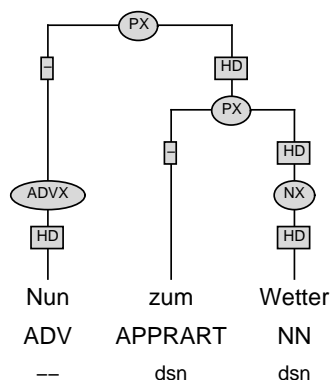 PX
– HD
PX
– HD
ADVX NX
HD HD
Nun zum Wetter
ADV APPRART NN
–– dsn dsn